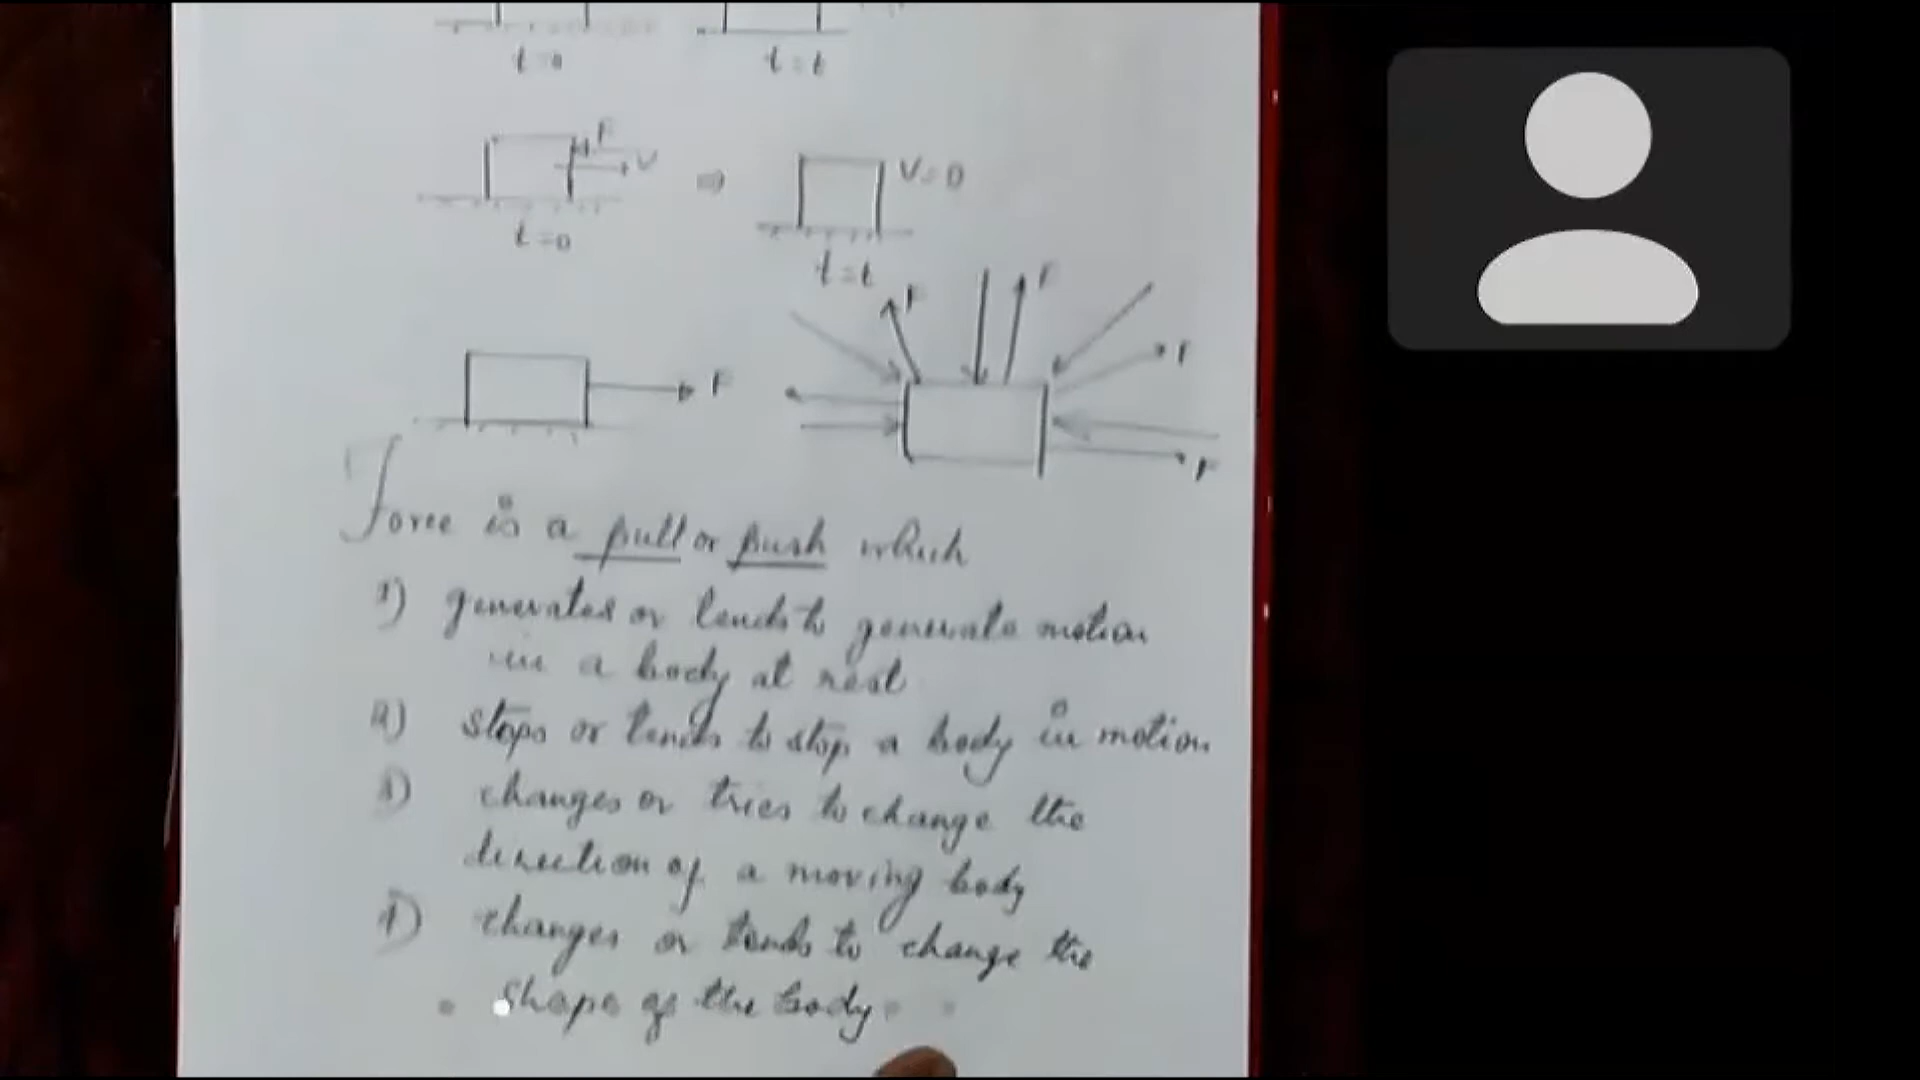 t=0 t=t
F
V
⇒ V=0
t=0
t=t
F F
F
F
F
Force is a pull or push which
1) generates or tends to generate motion
in a body at rest
2) stops or tends to stop a body in motion
3) changes or tries to change the
direction of a moving body
4) changes or tends to change the
shape of the body